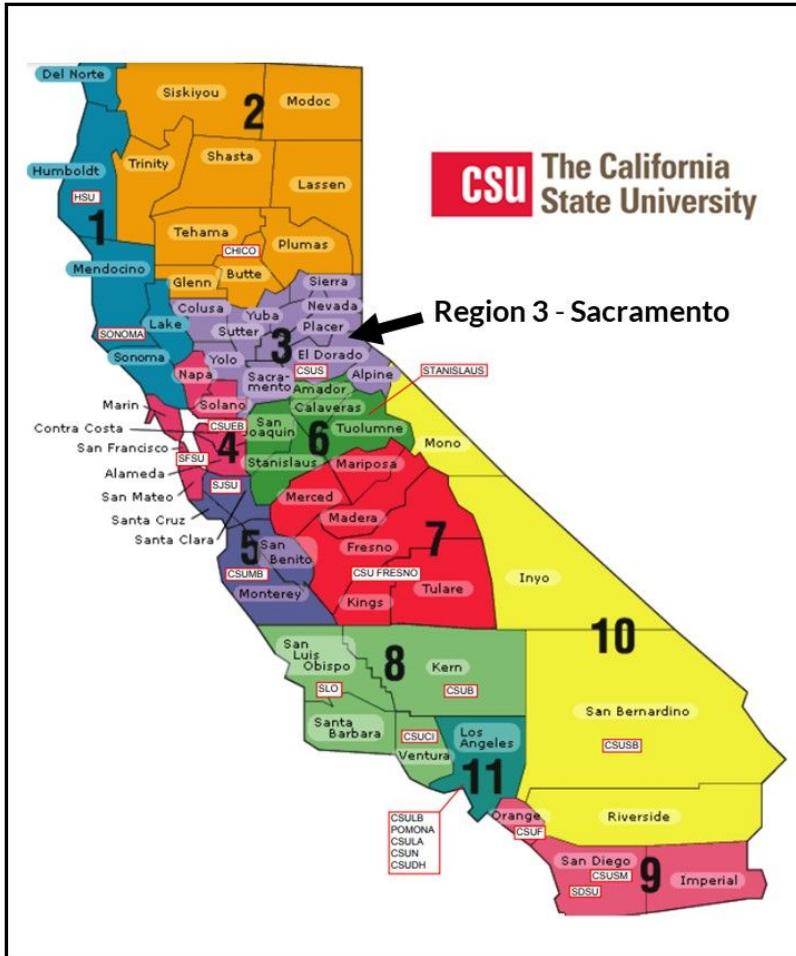 Del Norte
Siskiyou
Modoc
2
Trinity
Shasta
Humboldt
HSU
Lassen
1
CSU The California
State University
Tehama
CHICO
Plumas
Mendocino
Glenn
Butte
Sierra
Colusa
Yuba
Nevada
Region 3 - Sacramento
SONOMA
Lake
Sutter
Placer
3
Sonoma
Yolo
El Dorado
Napa
Sacra-
mento
CSUS
Alpine
STANISLAUS
Amador
Marin
Solano
Calaveras
Contra Costa
CSUEB
San
Joaquin
Tuolumne
Mono
San Francisco
4
6
SFSU
Alameda
Stanislaus
Mariposa
SJSU
San Mateo
Merced
Santa Cruz
Madera
Santa Clara
5
San
Benito
Fresno
7
CSUMB
CSU FRESNO
Inyo
Monterey
Kings
Tulare
10
San
Luis
Obispo
8
Kern
SLO
CSUB
San Bernardino
Santa
Barbara
CSUCI
Los
Angeles
CSUSB
Ventura
11
CSULB
POMONA
CSULA
CSUN
CSUDH
Orange
CSUF
Riverside
San Diego
CSUSM
9
Imperial
SDSU